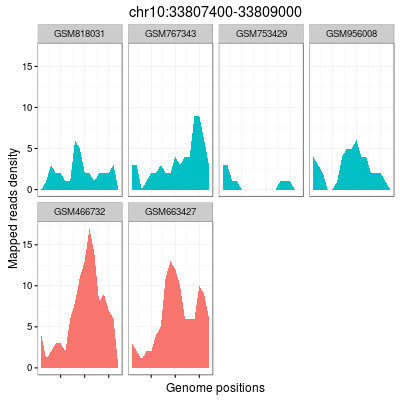 chr10:33807400-33809000
GSM818031 GSM767343 GSM753429 GSM956008
15
10
5
0
GSM466732 GSM663427
15
10
5
0
Mapped reads density
Genome positions